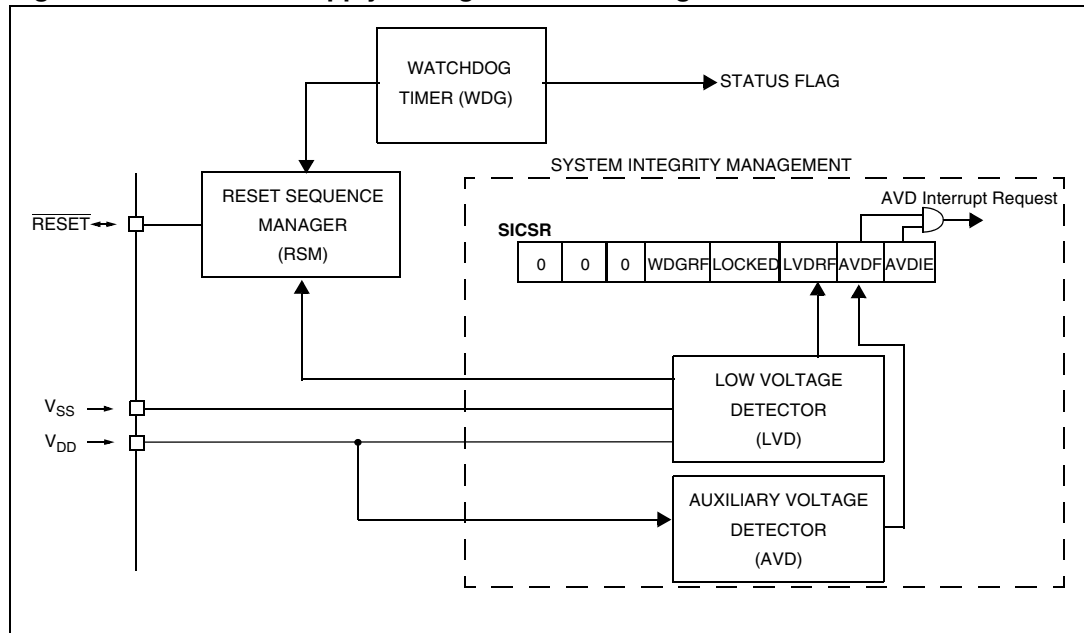 WATCHDOG
TIMER (WDG)
STATUS FLAG
SYSTEM INTEGRITY MANAGEMENT
RESET SEQUENCE
MANAGER
(RSM)
AVD Interrupt Request
RESET
SICSR
0 0 0 WDGRF LOCKED LVDRF AVDF AVDIE
LOW VOLTAGE
DETECTOR
(LVD)
VSS
VDD
AUXILIARY VOLTAGE
DETECTOR
(AVD)